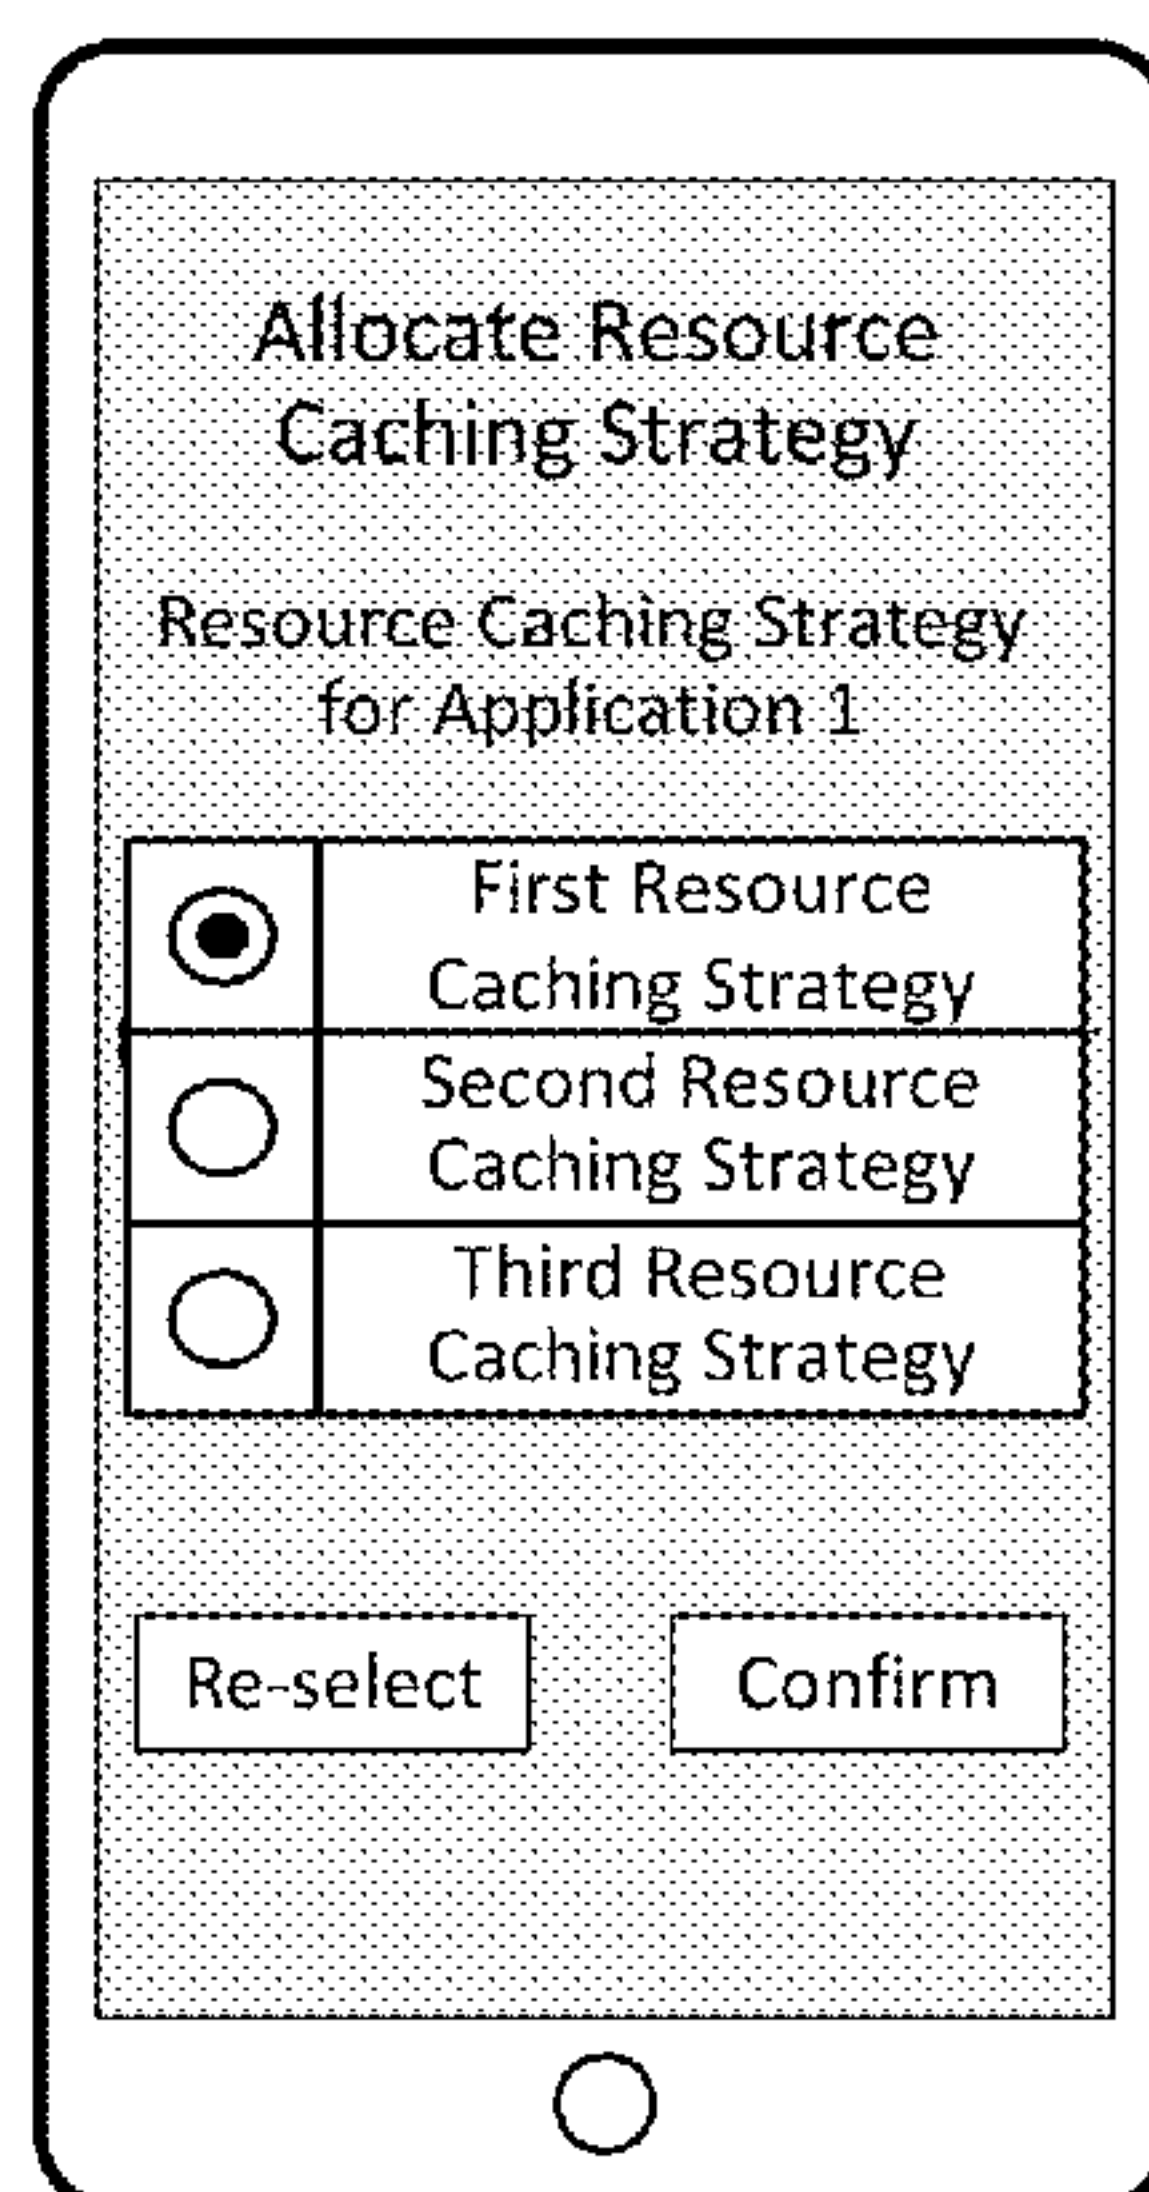 Allocate Resource
Caching Strategy
Resource Caching Strategy
for Application 1
First Resource
Caching Strategy
Second Resource
Caching Strategy
Third Resource
Caching Strategy
Re-select
Confirm